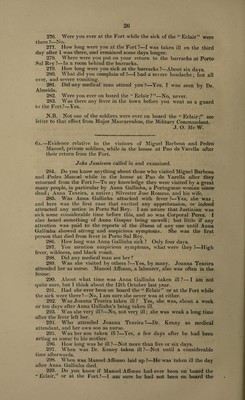 26
276. Were you ever at the Fort while the sick of the “ Eclair” were
there?—No.
277. How long were you at the Fort?—I was taken ill on the third
day after I was there, and remained some days longer.
278. Where were you put on your return to the barracks at Porto
Sal Rey?—In a room behind the barracks.
279. How long were you sick at the barracks?—About six days.
280. What did you complain of?—I had a severe headache, foz all
over, and severe vomiting.
281. Did any medical man attend you?—Yes. I was seen by Dr.
Almeida.
282. Were you ever on board the “ Eclair?”—No, never.
283. Was there any fever in the town before you went as a guard
to the Fort?—Yes.
N.B. Not one of the soldiers were ever on board the “ Eclair,” see
letter to that effect from Major Mascarenhas, the Military Commandant.
J. O. McW.
6A.—Evidence relative to the visiters of Miguel Barbosa and Pedro
Manoel, private soldiers, while in the house at Pao de Varella after
their return from the Fort.
John Jamieson called in and examined.
284. Do you know anything about those who visited Miguel Barbosa
and Pedro Manoel while in the house at Pao de Varella after they
returned from the Fort?—To my knowledge they were visited by a great
many people, in particular by Anna Gallinha, a Portuguese woman since
dead; Anna Texeira, a native; Silvester Jose Romess, and his wife.
285. Was Anna Gallinha attacked with fever?—Yes, she was;
and hers was the first case that excited any apprehension, or indeed
attracted any notice in Porto Sal Rey. I am aware that Pathi had been
sick some considerable time before this, and so was Corporal Perez. I
also heard something of Anna Gaspar being unwell; but little if any
attention was paid to the reports of the illness of any one until Anna
Gallinha showed strong and suspicious symptoms. She was the first
person that died from fever at Porto Sal Rey.
286. How long was Anna Gallinha sick? Only four days.
287. You mention suspicious symptoms, what were they?—High
fever, wildness, and black vomit.
288. Did any medical man see her?
289. Was she visited by others?—Yes, by many. Joanna Texeira
attended her as nurse. Manoel Affonso, a labourer, also was often in the
house.
290. About what time was Anna Gallinha taken ill?—I am not
quite sure, but I think about the 12th October last year.
291. Had she ever been on board the “ Eclair” or at the Fort while
the sick were there?—No, I am sure she never was at either.
292. Was Joanna Texeira taken ill? Yes, she was, about a week
or ten days after Anna Gallinha being taken ill.
293. Was she very ill?—No, not very ill; she was weak a long time
after the fever left her.
294. Who attended Joanna Texeira?—Dr. Kenny as medical
attendant, and her own son as nurse.
295. Was her son taken ill?—Yes, a few days after he had been
acting as nurse to his mother.
296. How long was he ill?—Not more than five or six days.
297. When was Dr. Kenny taken ill?—Not until a considerable
time afterwards.
298. When was Manoel Affonso laid up?—He was taken ill the day
after Anna Gallinha died.
299. Do you know if Manoel Affonso had ever been on board the
“ Eclair,” or at the Fort?—I am sure he had not been on board the